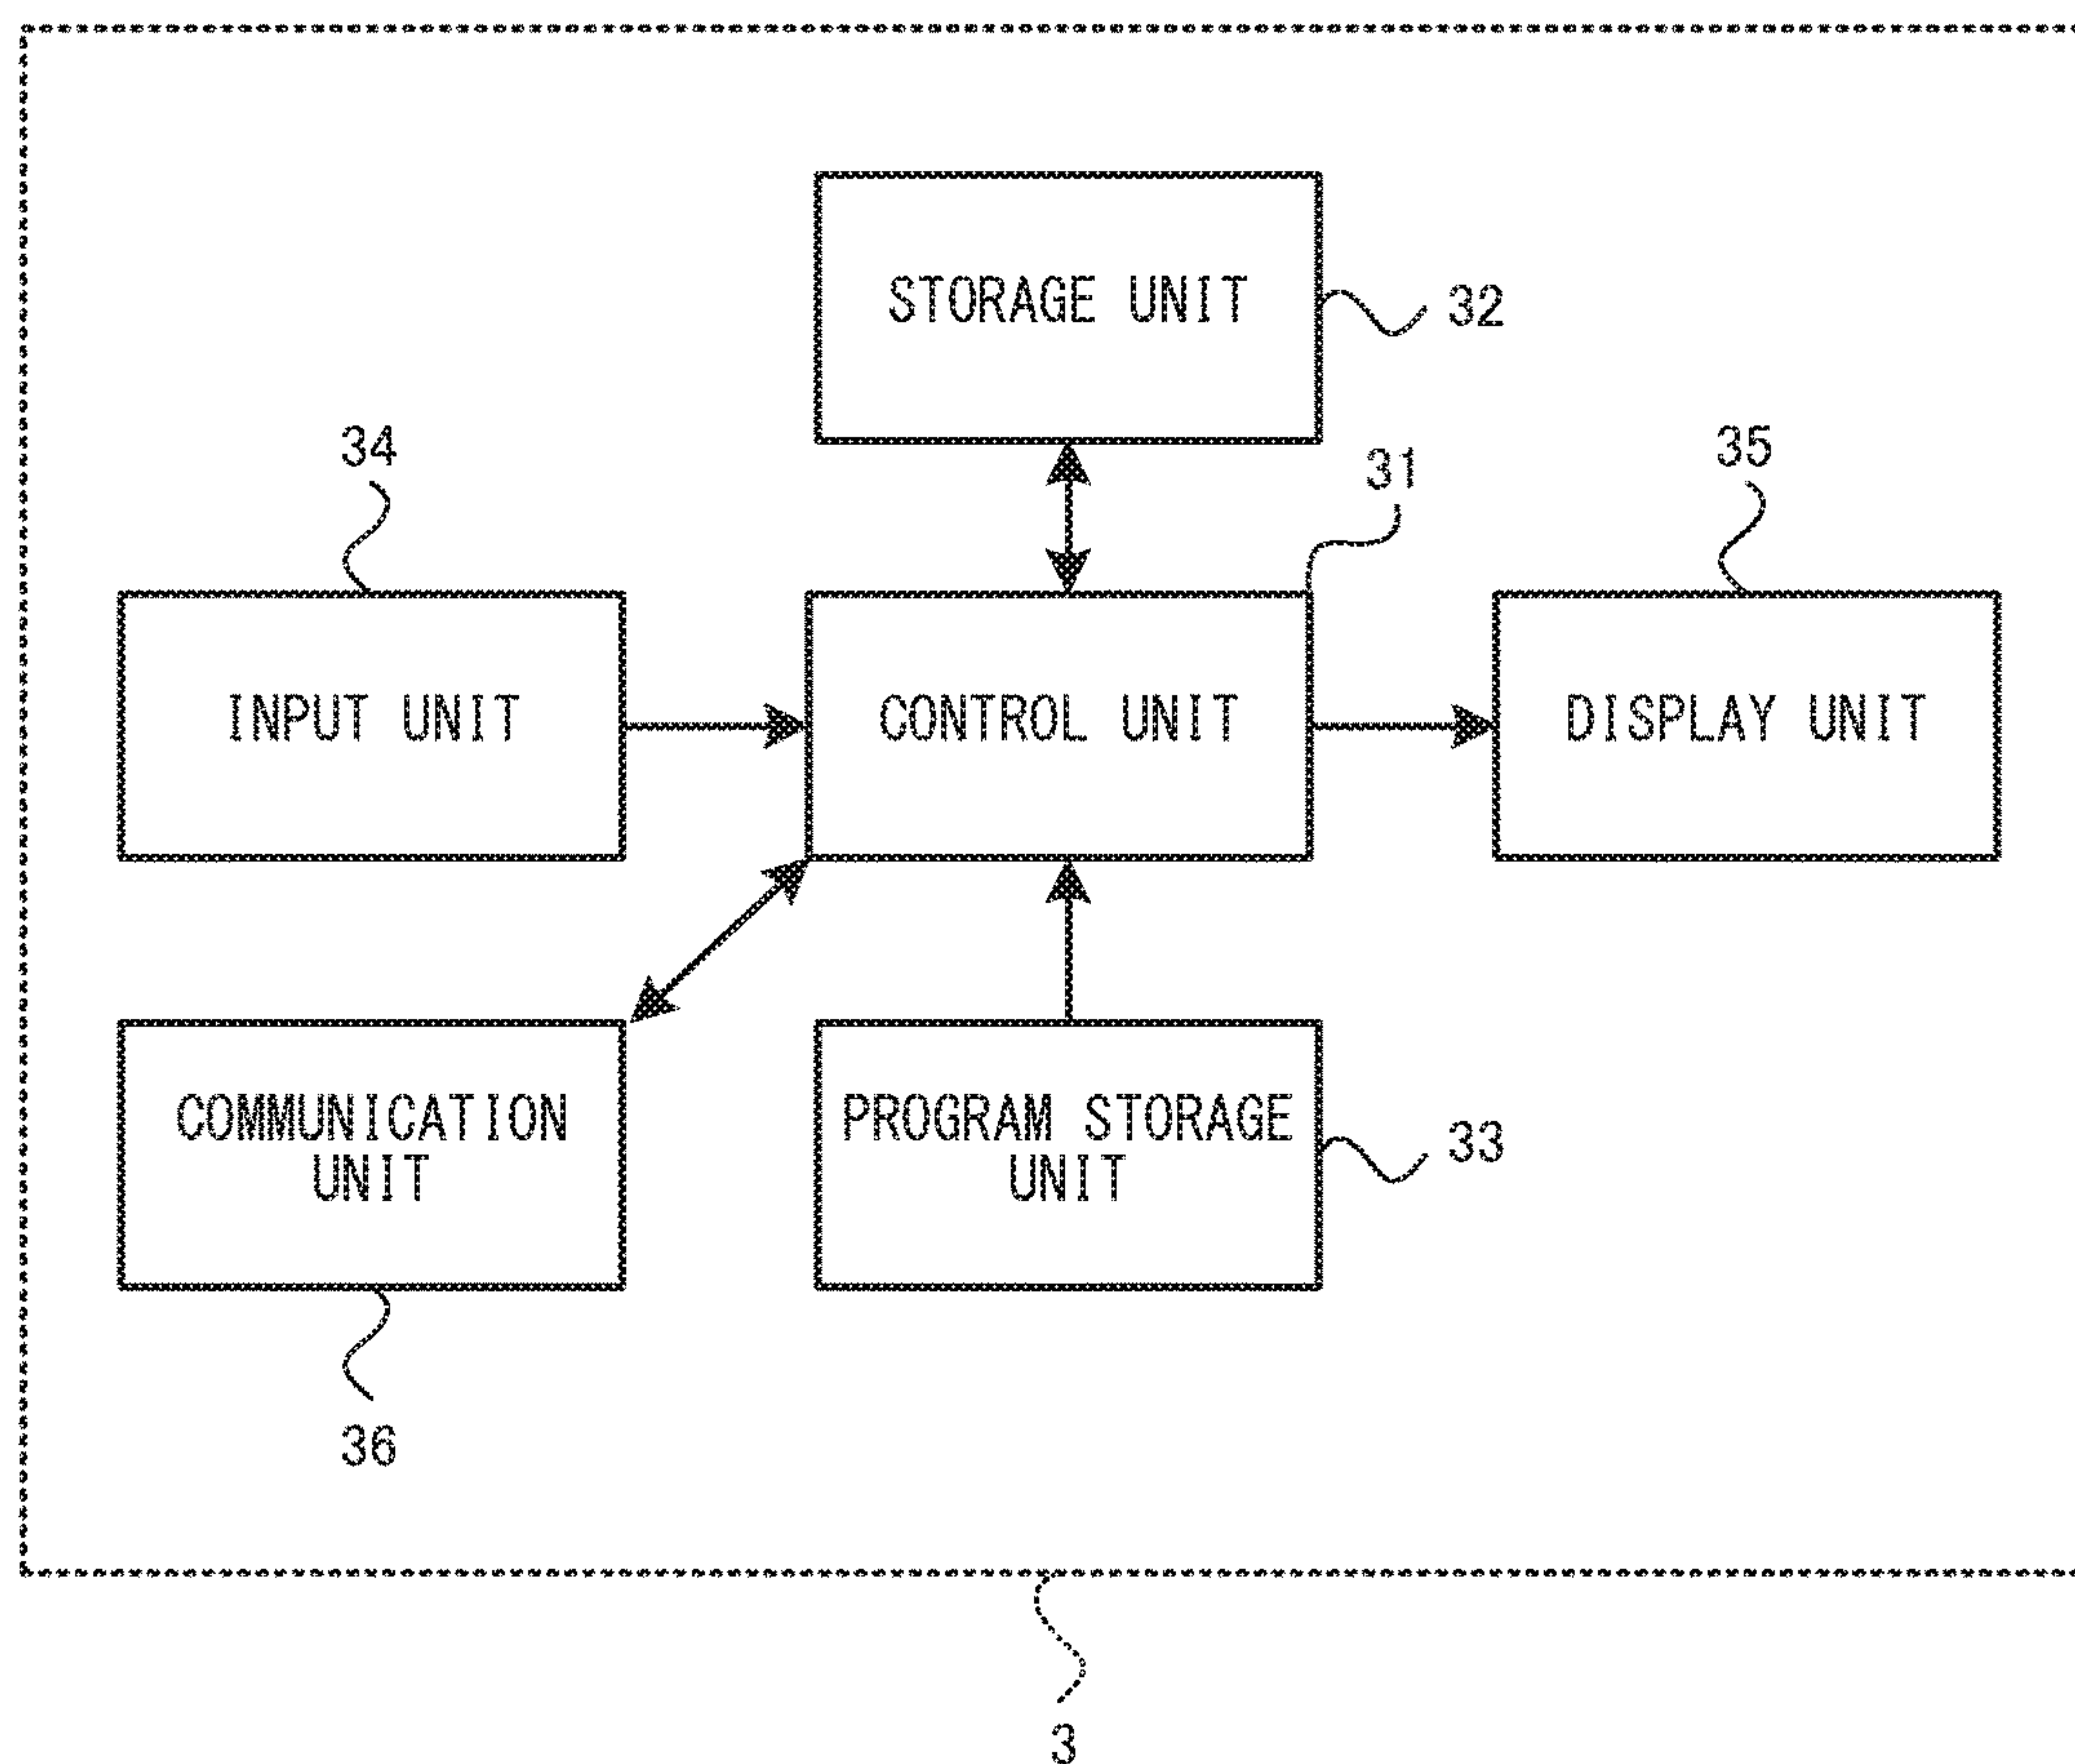 STORAGE UNIT
32
34
31
35
INPUT UNIT
CONTROL UNIT
DISPLAY UNIT
COMMUNICATION
UNIT
PROGRAM STORAGE
UNIT
33
36
3